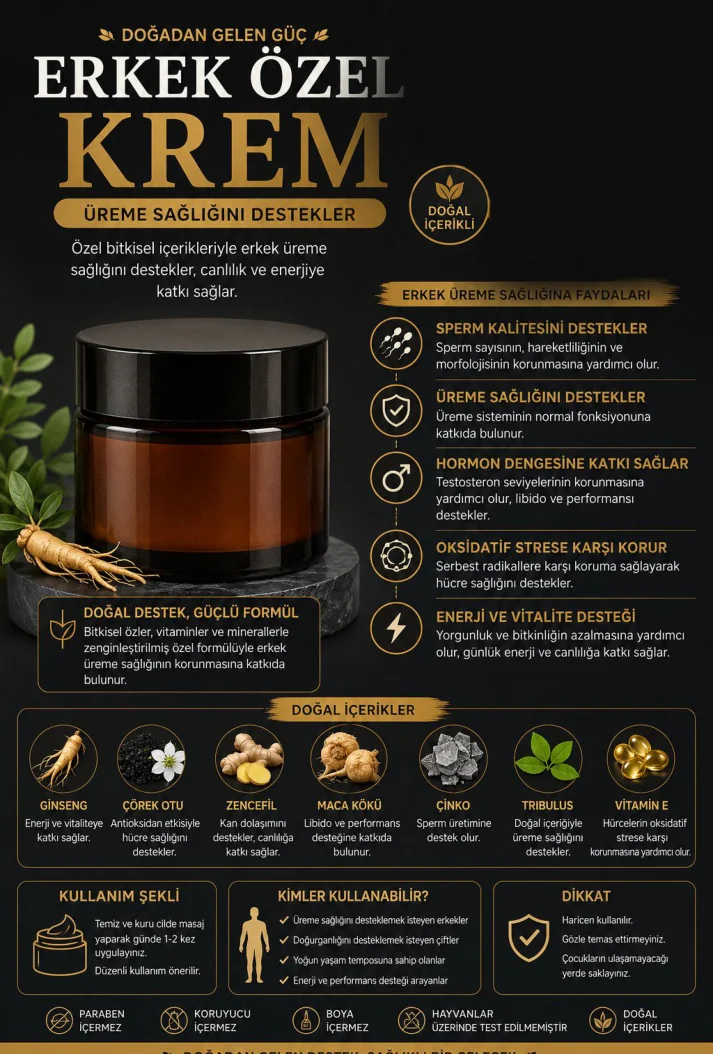 DOĞADAN GELEN GÜÇ
ERKEK ÖZEL
KREM
ÜREME SAĞLIĞINI DESTEKLER
Özel bitkisel içerikleriyle erkek üreme
sağlığını destekler, canlılık ve enerjiye
katkı sağlar.
DOĞAL
İÇERİKLİ
ERKEK ÜREME SAĞLIĞINA FAYDALARI
SPERM KALİTESİNİ DESTEKLER
Sperm sayısının, hareketliliğinin ve
morfolojisinin korunmasına yardımcı olur.
ÜREME SAĞLIĞINI DESTEKLER
Üreme sisteminin normal fonksiyonuna
katkıda bulunur.
HORMON DENGESİNE KATKI SAĞLAR
Testosteron seviyelerinin korunmasına
yardımcı olur, libido ve performansı
destekler.
OKSİDATİF STRESE KARŞI KORUR
Serbest radikallere karşı koruma sağlayarak
hücre sağlığını destekler.
ENERJİ VE VİTALİTE DESTEĞİ
Yorgunluk ve bitkinliğin azalmasına yardımcı
olur, günlük enerji ve canlılığa katkı sağlar.
DOĞAL DESTEK, GÜÇLÜ FORMÜL
Bitkisel özler, vitaminler ve minerallerle
zenginleştirilmiş özel formülüyle erkek
üreme sağlığının korunmasına katkıda
bulunur.
DOĞAL İÇERİKLER
GİNSENG
Enerji ve vitaliteye
katkı sağlar.
ÇÖREK OTU
Antioksidan etkisiyle
hücre sağlığını
destekler.
ZENCEFİL
Kan dolaşımını
destekler, canlılığa
katkı sağlar.
MACA KÖKÜ
Libido ve performans
desteğine katkıda
bulunur.
ÇİNKO
Sperm üretimine
destek olur.
TRIBULUS
Doğal içeriğiyle
üreme sağlığını
destekler.
VİTAMİN E
Hürcelerin oksidatif
strese karşı
korunmasına yardımcı olur.
KULLANIM ŞEKLİ
Temiz ve kuru cilde masaj
yaparak günde 1-2 kez
uygulayınız.
Düzenli kullanım önerilir.
KİMLER KULLANABİLİR?
Üreme sağlığını desteklemek isteyen erkekler
Doğurganlığını desteklemek isteyen çiftler
Yoğun yaşam temposuna sahip olanlar
Enerji ve performans desteği arayanlar
DİKKAT
Haricen kullanılır.
Gözle temas ettirmeyiniz.
Çocukların ulaşamayacağı
yerde saklayınız.
PARABEN
İÇERMEZ
KORUYUCU
İÇERMEZ
BOYA
İÇERMEZ
HAYVANLAR
ÜZERİNDE TEST EDİLMEMİŞTİR
DOĞAL
İÇERİKLER